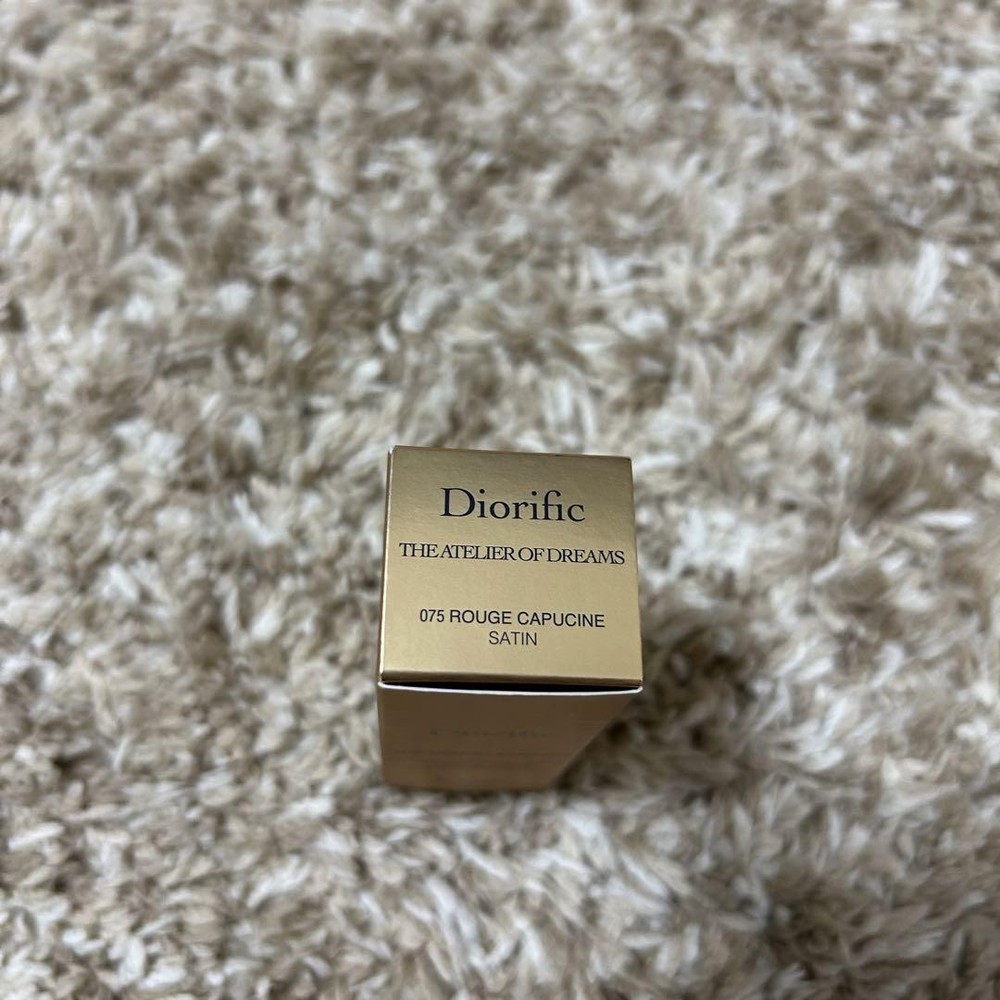 Diorific
THE ATELIER OF DREAMS
075 ROUGE CAPUCINE
SATIN